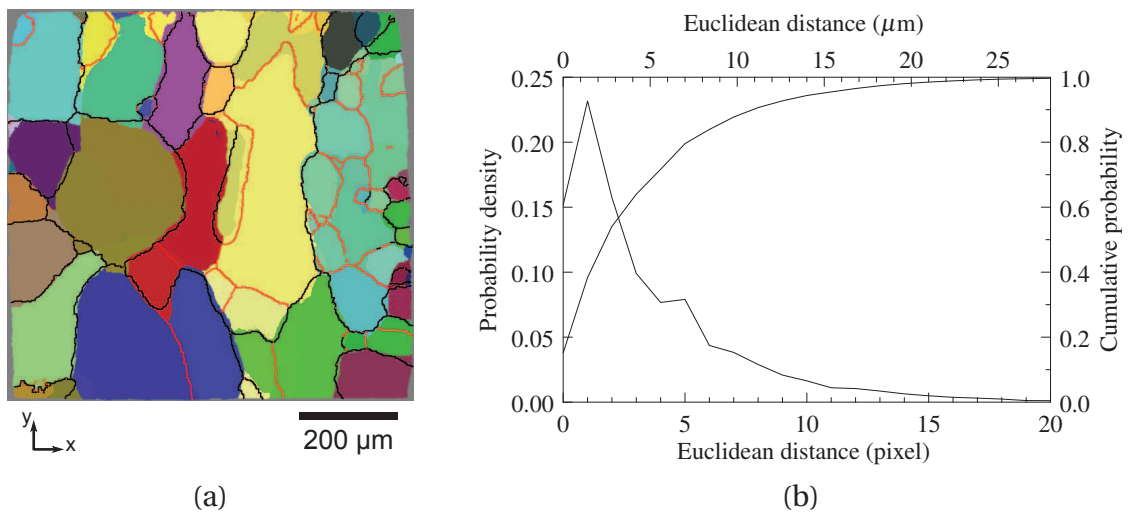 y
x
200 µm
(a)
Euclidean distance (µm)
0 5 10 15 20 25
Probability density
0.25
0.20
0.15
0.10
0.05
0.00
1.0
0.8
0.6
0.4
0.2
0.0
Cumulative probability
0 5 10 15 20
Euclidean distance (pixel)
(b)